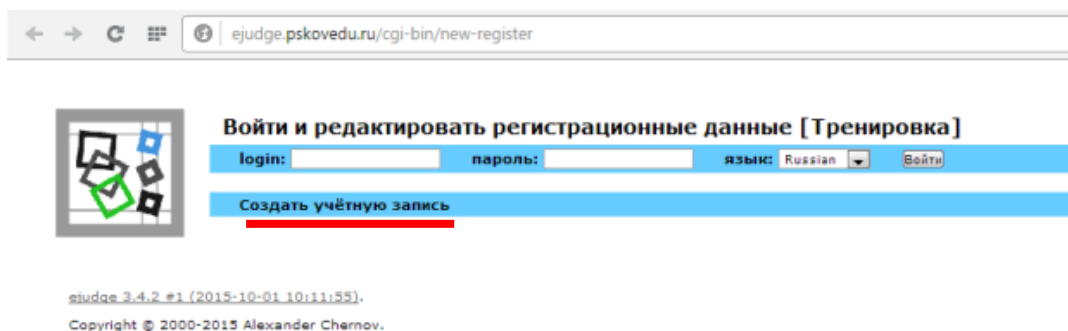 ejudge.pskovedu.ru/cgi-bin/new-register
Войти и редактировать регистрационные данные [Тренировка]
login: пароль: язык: Russian Войти
Создать учётную запись
ejudge 3.4.2 #1 (2015-10-01 10:11:55).
Copyright © 2000-2015 Alexander Chernov.